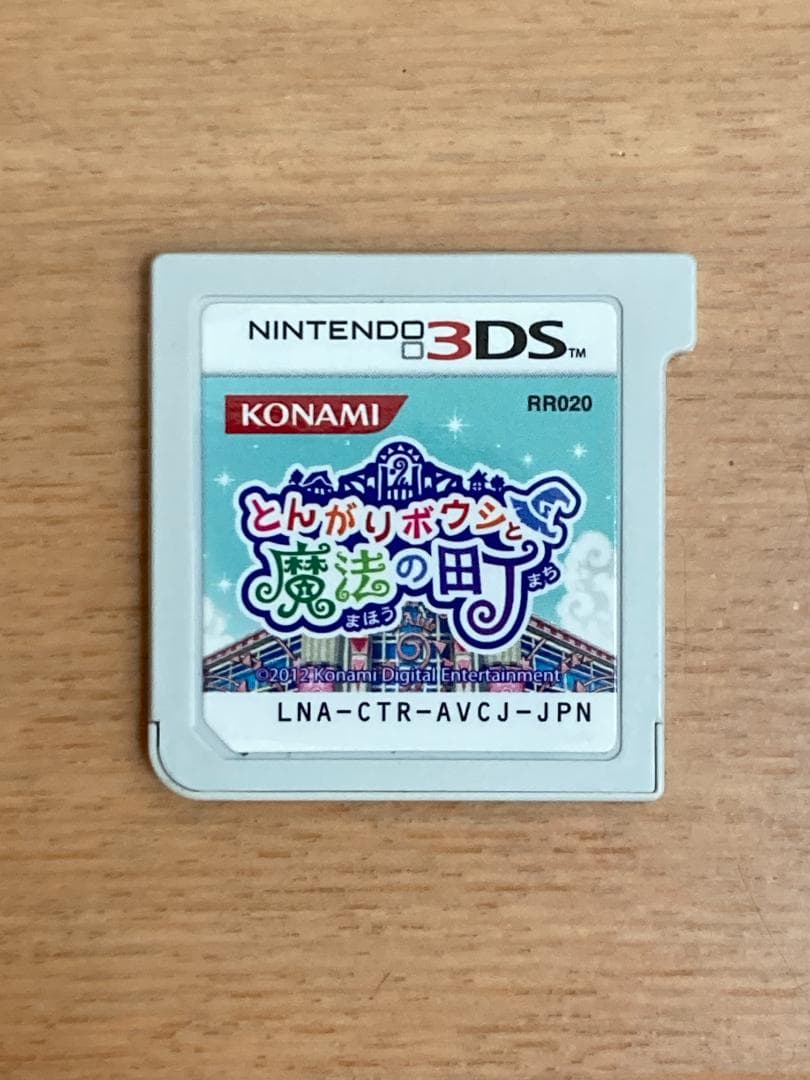 NINTENDO 3DS™
KONAMI
RR020
とんがりボウシと
魔法の町
まほう
まち
©2012 Konami Digital Entertainment
LNA-CTR-AVCJ-JPN